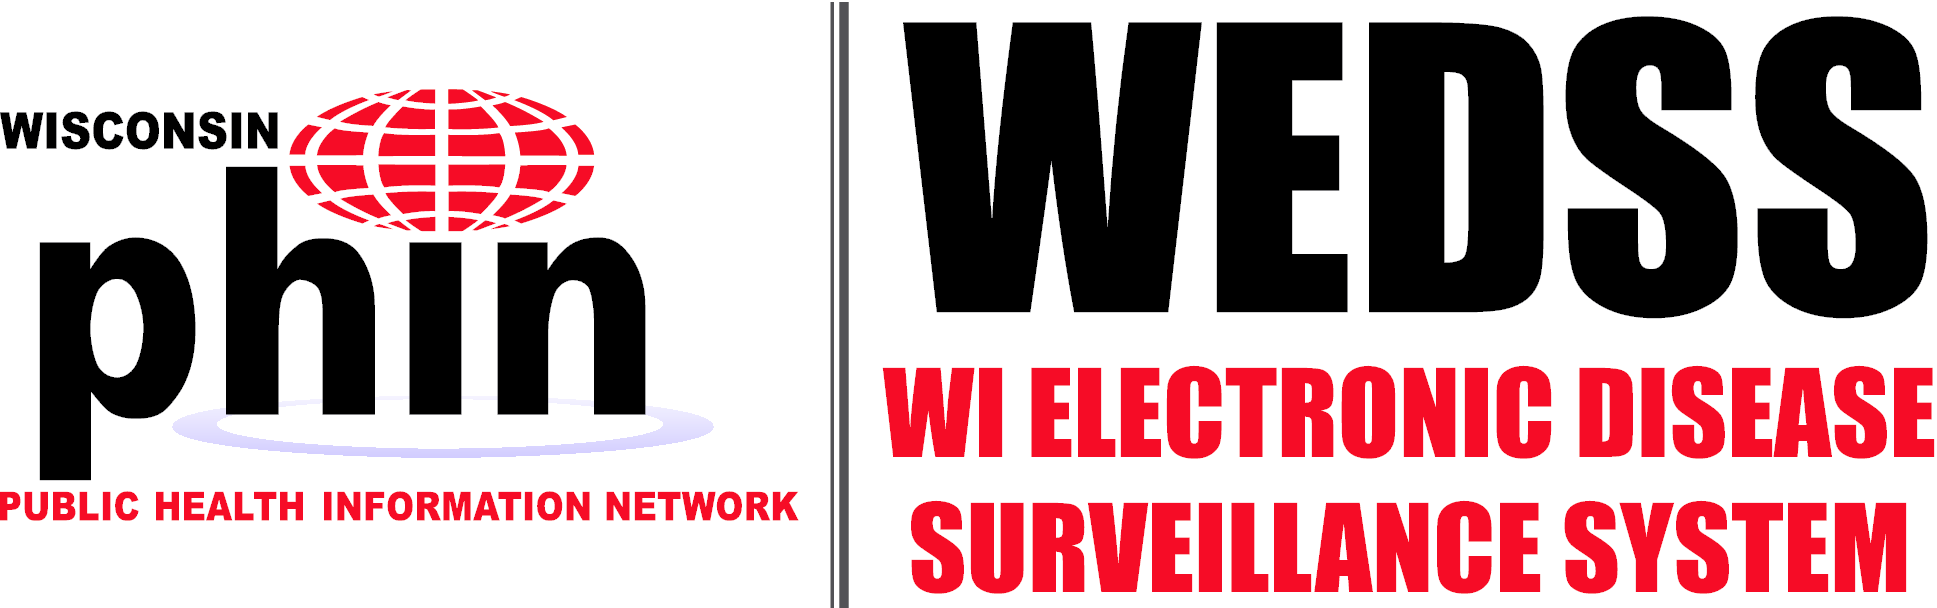 WISCONSIN
phin
PUBLIC HEALTH INFORMATION NETWORK
WEDSS
WI ELECTRONIC DISEASE
SURVEILLANCE SYSTEM